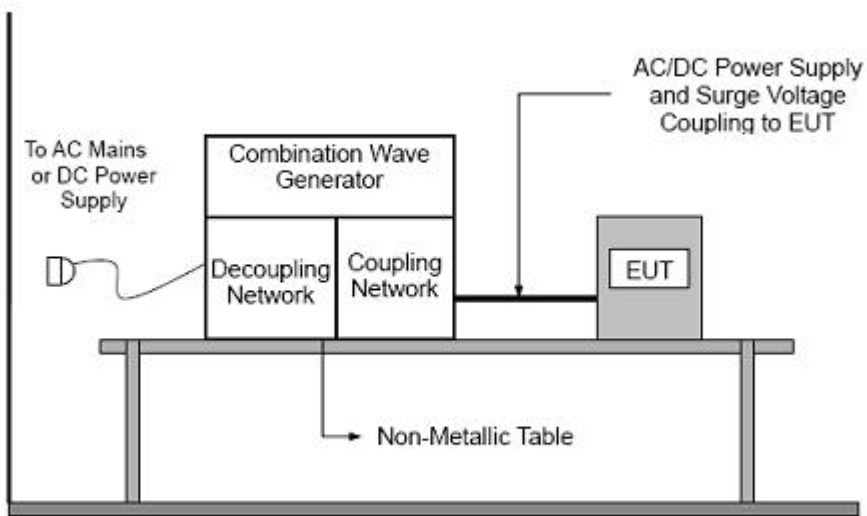 AC/DC Power Supply
and Surge Voltage
Coupling to EUT
To AC Mains
or DC Power
Supply
Combination Wave
Generator
Decoupling
Network
Coupling
Network
EUT
Non-Metallic Table